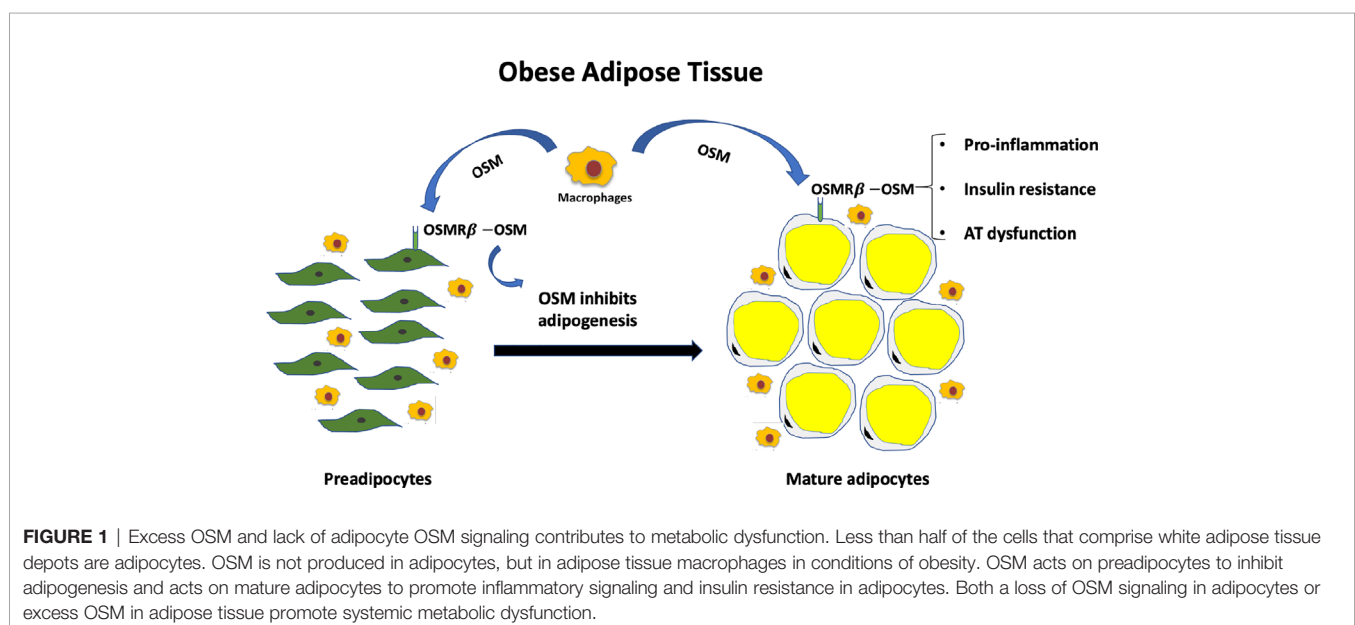 Obese Adipose Tissue
OSM
OSM
Macrophages
OSMRβ –OSM
• Pro-inflammation
• Insulin resistance
• AT dysfunction
OSMRβ –OSM
OSM inhibits
adipogenesis
Preadipocytes
Mature adipocytes
FIGURE 1 | Excess OSM and lack of adipocyte OSM signaling contributes to metabolic dysfunction. Less than half of the cells that comprise white adipose tissue
depots are adipocytes. OSM is not produced in adipocytes, but in adipose tissue macrophages in conditions of obesity. OSM acts on preadipocytes to inhibit
adipogenesis and acts on mature adipocytes to promote inflammatory signaling and insulin resistance in adipocytes. Both a loss of OSM signaling in adipocytes or
excess OSM in adipose tissue promote systemic metabolic dysfunction.